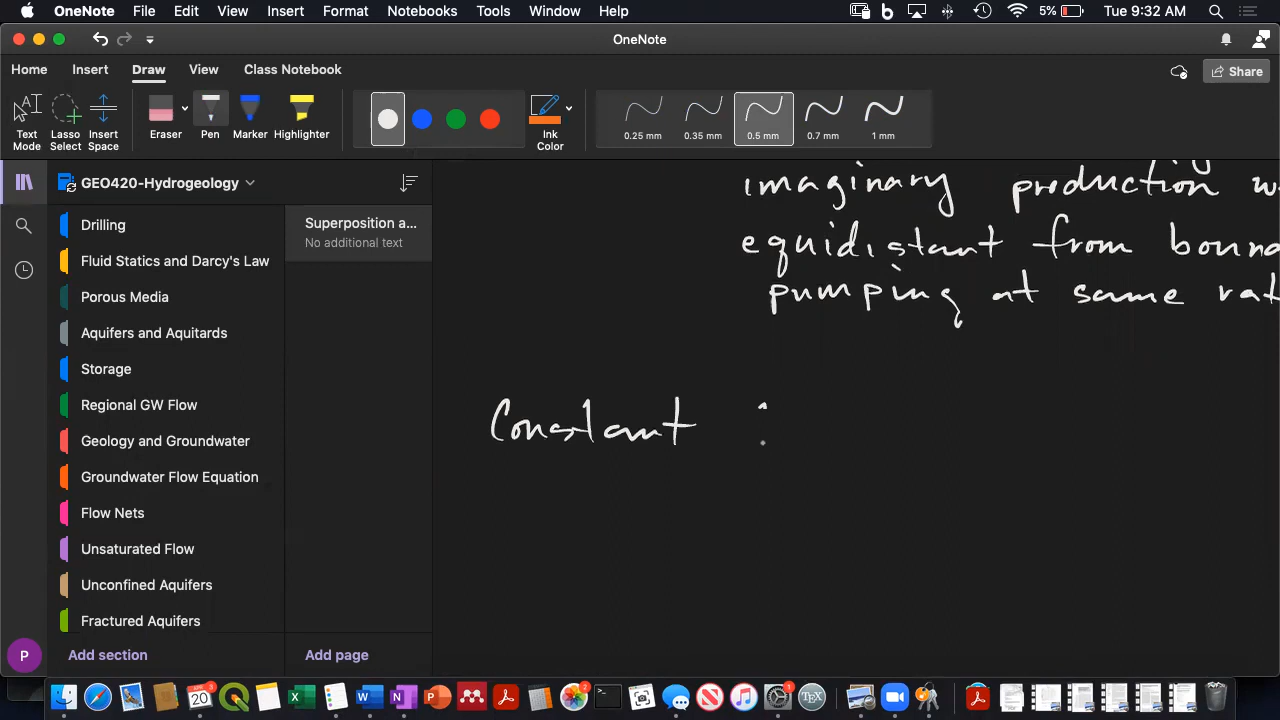 OneNote File Edit View Insert Format Notebooks Tools Window Help 5% Tue 9:32 AM
OneNote
Home Insert Draw View Class Notebook Share
Text Mode
Lasso Select
Insert Space
Eraser
Pen
Marker
Highlighter
Ink Color
0.25 mm 0.35 mm 0.5 mm 0.7 mm 1 mm
GEO420-Hydrogeology
Drilling
Fluid Statics and Darcy's Law
Porous Media
Aquifers and Aquitards
Storage
Regional GW Flow
Geology and Groundwater
Groundwater Flow Equation
Flow Nets
Unsaturated Flow
Unconfined Aquifers
Fractured Aquifers
Add section
P
Superposition a...
No additional text
Add page
imaginary production w
equidistant from bound
pumping at same rat
Constant :
20